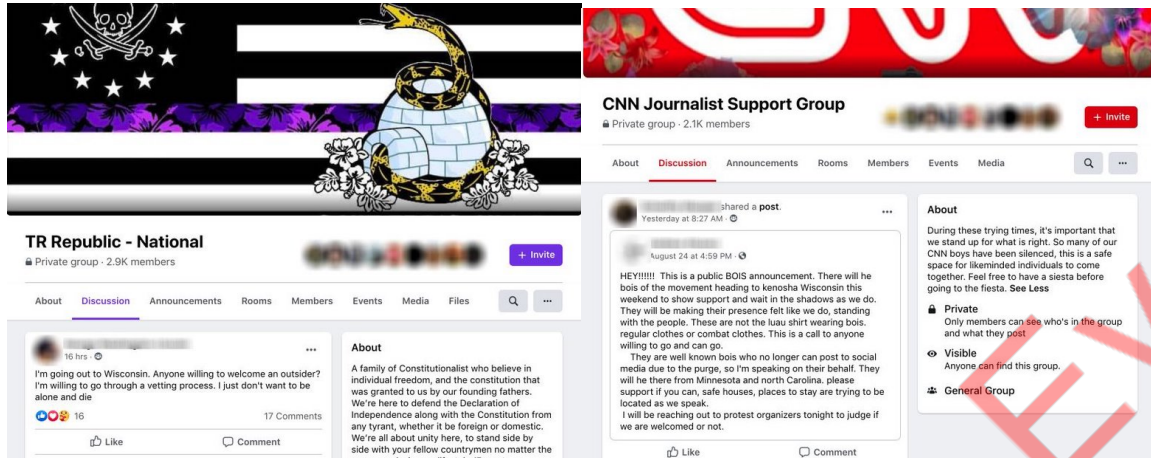 TR Republic - National
Private group · 2.9K members
+ Invite
About Discussion Announcements Rooms Members Events Media Files
16 hrs ·
I'm going out to Wisconsin. Anyone willing to welcome an outsider?
I'm willing to go through a vetting process. I just don't want to be
alone and die
16 17 Comments
Like Comment
About
A family of Constitutionalist who believe in
individual freedom, and the constitution that
was granted to us by our founding fathers.
We're here to defend the Declaration of
Independence along with the Constitution from
any tyrant, whether it be foreign or domestic.
We're all about unity here, to stand side by
side with your fellow countrymen no matter the
CNN Journalist Support Group
Private group · 2.1K members
+ Invite
About Discussion Announcements Rooms Members Events Media
shared a post.
Yesterday at 8:27 AM ·
August 24 at 4:59 PM ·
HEY!!!!!! This is a public BOIS announcement. There will he
bois of the movement heading to kenosha Wisconsin this
weekend to show support and wait in the shadows as we do.
They will be making their presence felt like we do, standing
with the people. These are not the luau shirt wearing bois.
regular clothes or combat clothes. This is a call to anyone
willing to go and can go.
They are well known bois who no longer can post to social
media due to the purge, so I'm speaking on their behalf. They
will he there from Minnesota and north Carolina. please
support if you can, safe houses, places to stay are trying to be
located as we speak.
I will be reaching out to protest organizers tonight to judge if
we are welcomed or not.
Like Comment
About
During these trying times, it's important that
we stand up for what is right. So many of our
CNN boys have been silenced, this is a safe
space for likeminded individuals to come
together. Feel free to have a siesta before
going to the fiesta. See Less
Private
Only members can see who's in the group
and what they post
Visible
Anyone can find this group.
General Group
EY